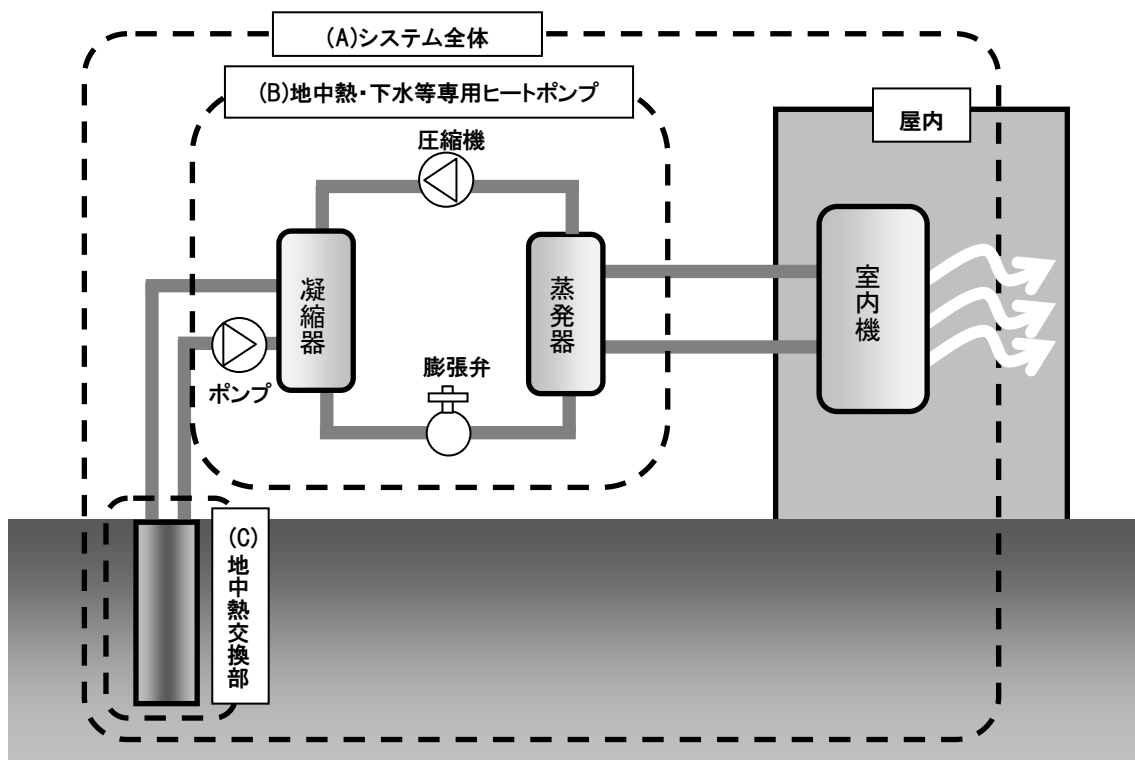 (A)システム全体
(B)地中熱・下水等専用ヒートポンプ
屋内
圧縮機
凝縮器
蒸発器
室内機
ポンプ
膨張弁
(C)
地中熱交換部